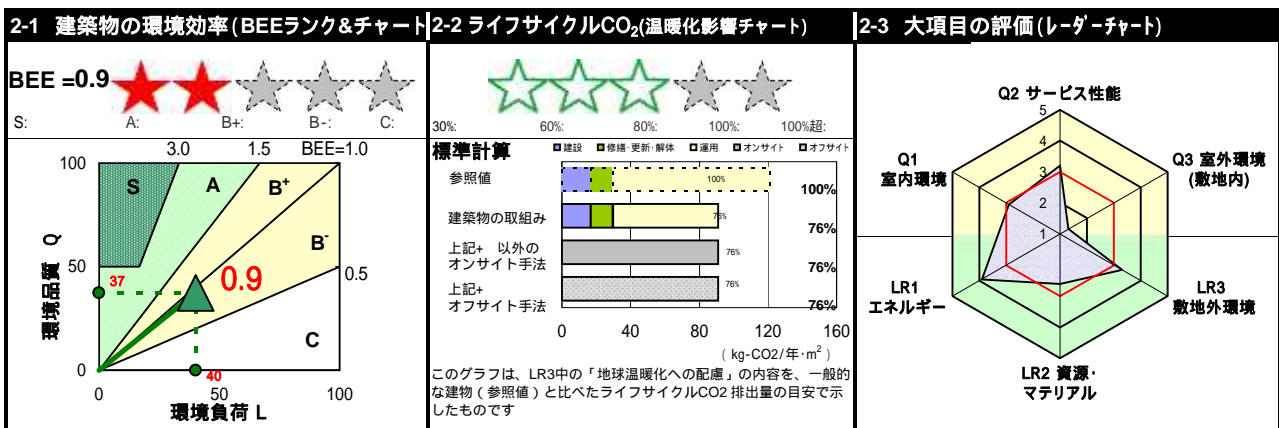 2-1 建築物の環境効率(BEEランク&チャート
BEE =0.9
S: A: B+: B-: C:
3.0 1.5 BEE=1.0
100
S A B+
B-
50
37
0.9
0.5
C
0
40
0 50 100
環境品質 Q
環境負荷 L
2-2 ライフサイクルCO2(温暖化影響チャート)
30%: 60%: 80%: 100%: 100%超:
標準計算
建設 修繕・更新・解体 運用 オンサイト オフサイト
参照値 100% 100%
建築物の取組み 76% 76%
上記+ 以外の
オンサイト手法 76% 76%
上記+
オフサイト手法 76% 76%
0 40 80 120 160
( kg-CO2/年・m2 )
このグラフは、LR3中の「地球温暖化への配慮」の内容を、一般的
な建物(参照値)と比べたライフサイクルCO2 排出量の目安で示
したものです
2-3 大項目の評価(レーダーチャート)
Q2 サービス性能
5
4
3
2
1
Q1
室内環境
Q3 室外環境
(敷地内)
LR1
エネルギー
LR3
敷地外環境
LR2 資源・
マテリアル